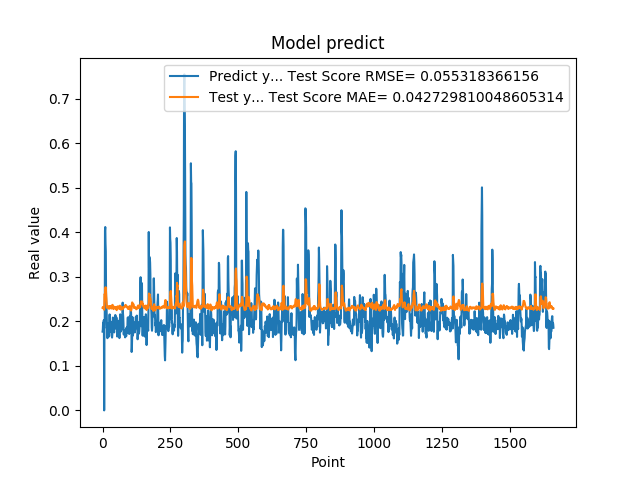 Model predict
Predict y... Test Score RMSE= 0.055318366156
Test y... Test Score MAE= 0.042729810048605314
0.7
0.6
0.5
0.4
0.3
0.2
0.1
0.0
Real value
0 250 500 750 1000 1250 1500
Point